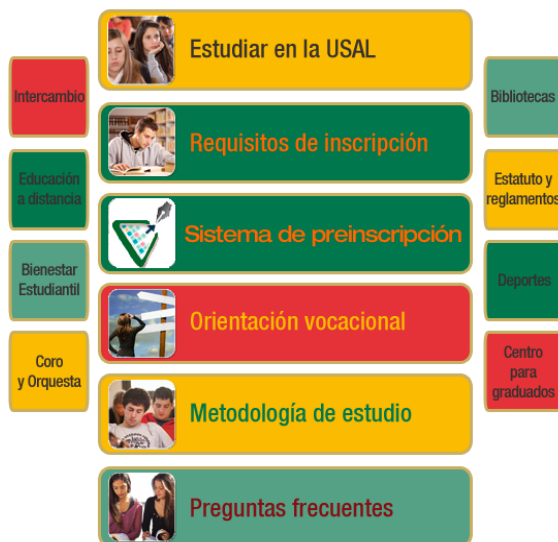 Estudiar en la USAL
Requisitos de inscripción
Sistema de preinscripción
Orientación vocacional
Metodología de estudio
Preguntas frecuentes
Intercambio
Educación
a distancia
Bienestar
Estudiantil
Coro
y Orquesta
Bibliotecas
Estatuto y
reglamentos
Deportes
Centro
para
graduados